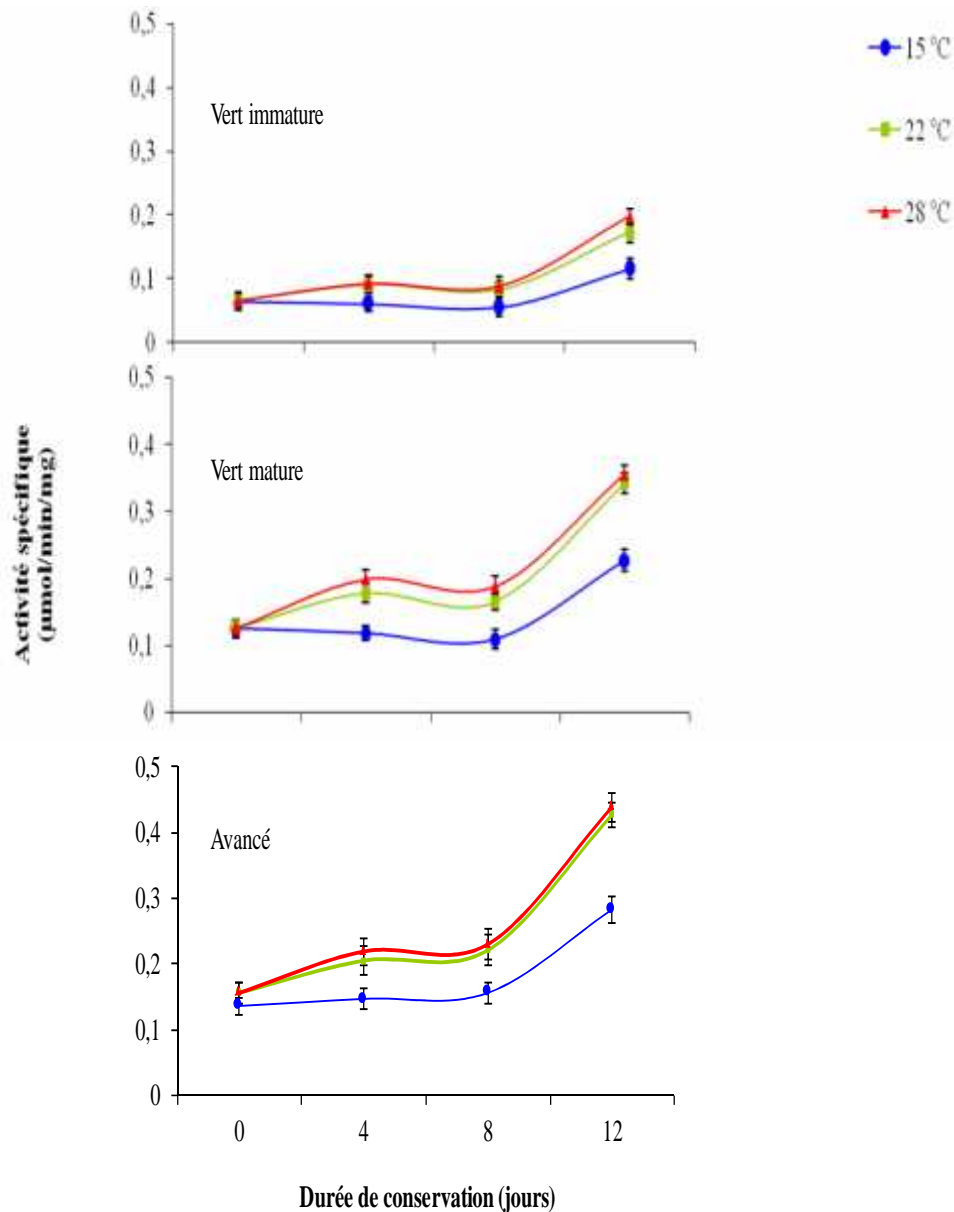 0,5
0,4
0,3
0,2
0,1
0
Vert immature
15 °C
22 °C
28 °C
0,5
0,4
0,3
0,2
0,1
0
Vert mature
Activité spécifique
(µmol/min/mg)
0,5
0,4
0,3
0,2
0,1
0
Avancé
0 4 8 12
Durée de conservation (jours)